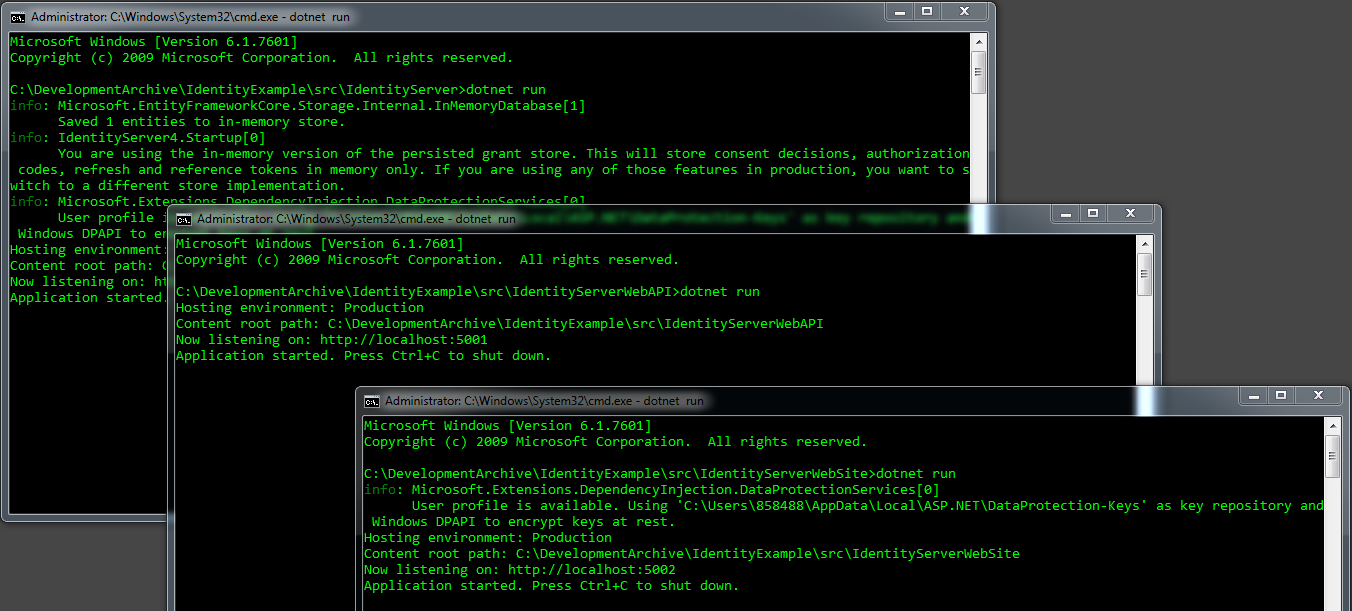 Administrator: C:\Windows\System32\cmd.exe - dotnet  run
Microsoft Windows [Version 6.1.7601]
Copyright (c) 2009 Microsoft Corporation.  All rights reserved.
C:\DevelopmentArchive\IdentityExample\src\IdentityServer>dotnet run
info: Microsoft.EntityFrameworkCore.Storage.Internal.InMemoryDatabase[1]
      Saved 1 entities to in-memory store.
info: IdentityServer4.Startup[0]
      You are using the in-memory version of the persisted grant store. This will store consent decisions, authorization
 codes, refresh and reference tokens in memory only. If you are using any of those features in production, you want to s
witch to a different store implementation.
info: Microsoft.Extensions.DependencyInjection.DataProtectionServices[0]
      User profile
 Windows DPAPI to
Hosting environment:
Content root path:
Now listening on:
Application started.
Administrator: C:\Windows\System32\cmd.exe - dotnet  run
Microsoft Windows [Version 6.1.7601]
Copyright (c) 2009 Microsoft Corporation.  All rights reserved.
C:\DevelopmentArchive\IdentityExample\src\IdentityServerWebAPI>dotnet run
Hosting environment: Production
Content root path: C:\DevelopmentArchive\IdentityExample\src\IdentityServerWebAPI
Now listening on: http://localhost:5001
Application started. Press Ctrl+C to shut down.
Administrator: C:\Windows\System32\cmd.exe - dotnet  run
Microsoft Windows [Version 6.1.7601]
Copyright (c) 2009 Microsoft Corporation.  All rights reserved.
C:\DevelopmentArchive\IdentityExample\src\IdentityServerWebSite>dotnet run
info: Microsoft.Extensions.DependencyInjection.DataProtectionServices[0]
      User profile is available. Using 'C:\Users\858488\AppData\Local\ASP.NET\DataProtection-Keys' as key repository and
 Windows DPAPI to encrypt keys at rest.
Hosting environment: Production
Content root path: C:\DevelopmentArchive\IdentityExample\src\IdentityServerWebSite
Now listening on: http://localhost:5002
Application started. Press Ctrl+C to shut down.